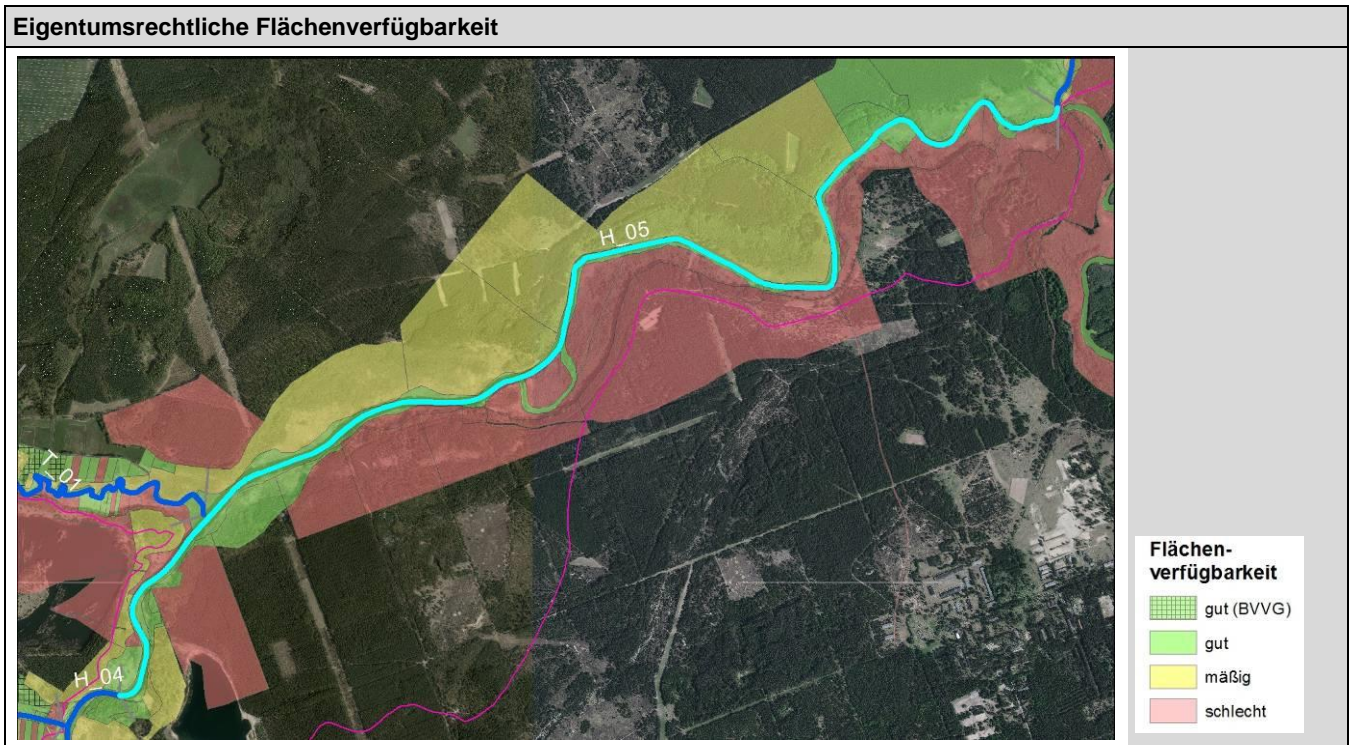 Eigentumsrechtliche Flächenverfügbarkeit
H_05
T_01
H_04
Flächen-
verfügbarkeit
gut (BVVG)
gut
mäßig
schlecht